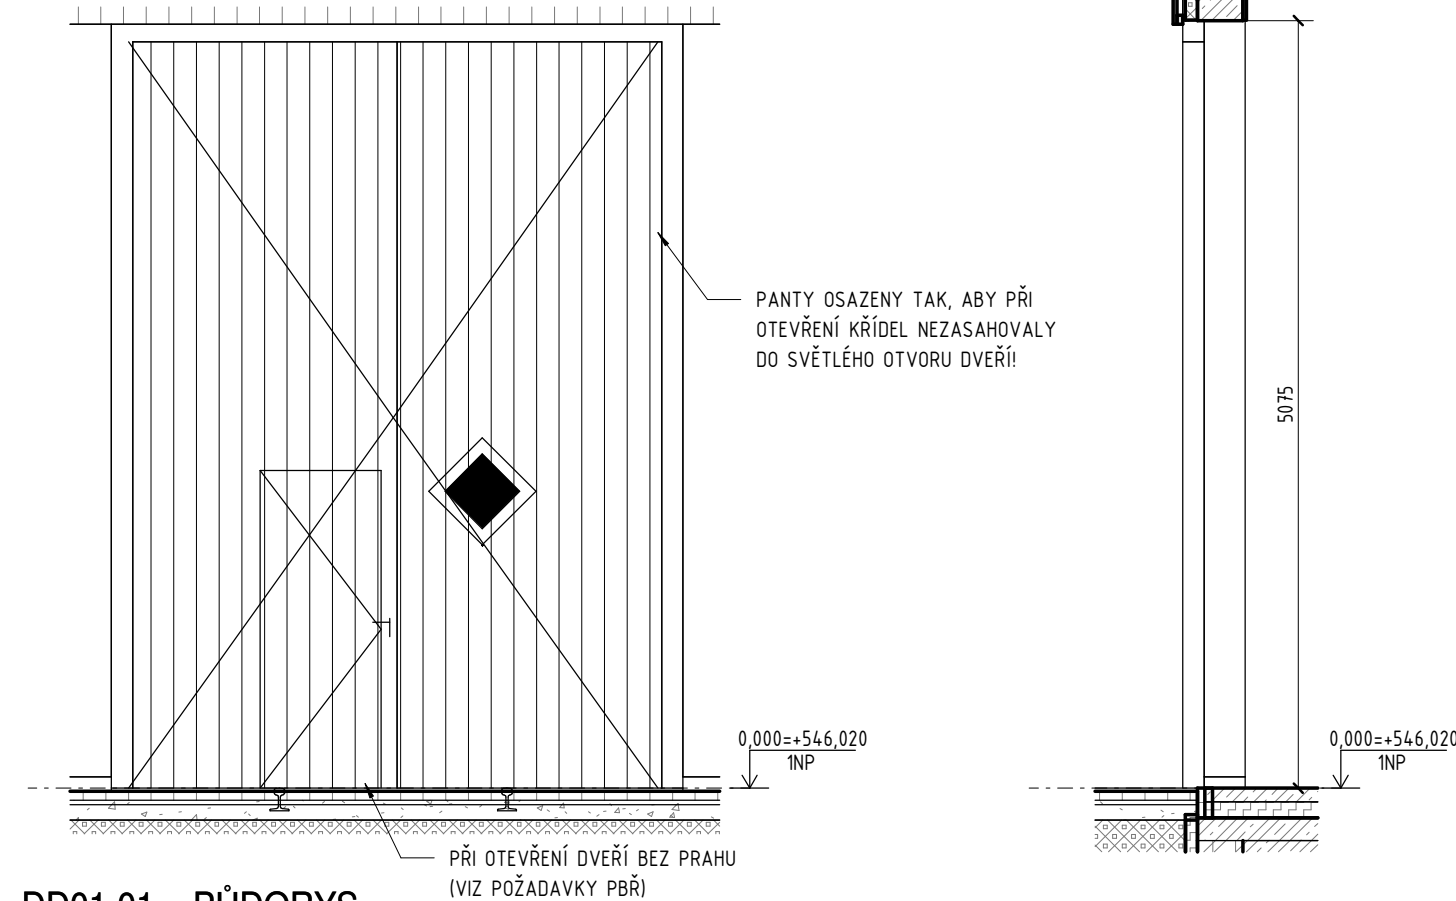 PANTY OSAZENY TAK, ABY PŘI
OTEVŘENÍ KŘÍDEL NEZASAHOVALY
DO SVĚTLÉHO OTVORU DVEŘÍ!
5075
0,000=+546,020
1NP
0,000=+546,020
1NP
PŘI OTEVŘENÍ DVEŘÍ BEZ PRAHU
(VIZ POŽADAVKY PBŘ)
PŮDORYS